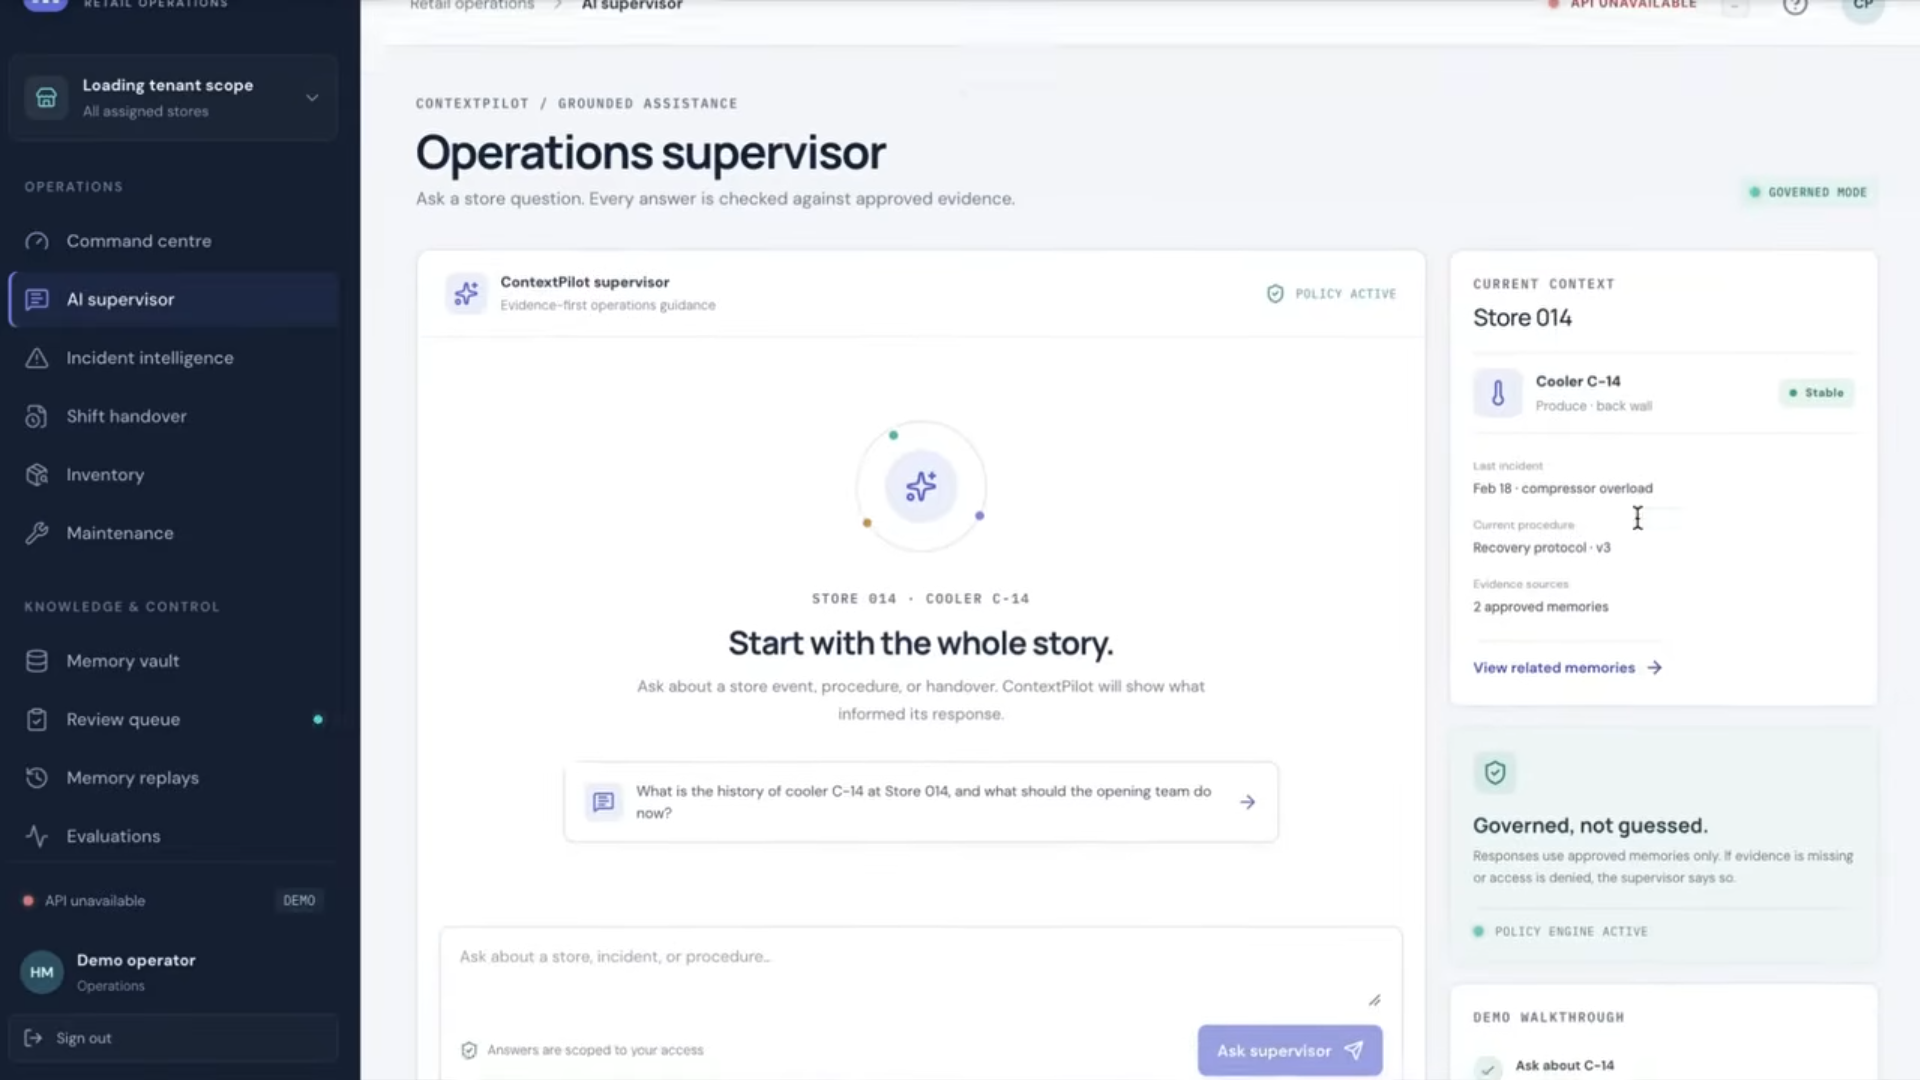 RETAIL OPERATIONS
Loading tenant scope
All assigned stores
OPERATIONS
Command centre
AI supervisor
Incident intelligence
Shift handover
Inventory
Maintenance
KNOWLEDGE & CONTROL
Memory vault
Review queue
Memory replays
Evaluations
API unavailable
DEMO
HM
Demo operator
Operations
Sign out
Retail operations > AI supervisor
API UNAVAILABLE
CP
CONTEXTPILOT / GROUNDED ASSISTANCE
Operations supervisor
Ask a store question. Every answer is checked against approved evidence.
GOVERNED MODE
ContextPilot supervisor
Evidence-first operations guidance
POLICY ACTIVE
STORE 014 · COOLER C-14
Start with the whole story.
Ask about a store event, procedure, or handover. ContextPilot will show what
informed its response.
What is the history of cooler C-14 at Store 014, and what should the opening team do
now?
Ask about a store, incident, or procedure...
Answers are scoped to your access
Ask supervisor
CURRENT CONTEXT
Store 014
Cooler C-14
Produce · back wall
Stable
Last incident
Feb 18 · compressor overload
Current procedure
Recovery protocol · v3
Evidence sources
2 approved memories
View related memories
Governed, not guessed.
Responses use approved memories only. If evidence is missing
or access is denied, the supervisor says so.
POLICY ENGINE ACTIVE
DEMO WALKTHROUGH
Ask about C-14